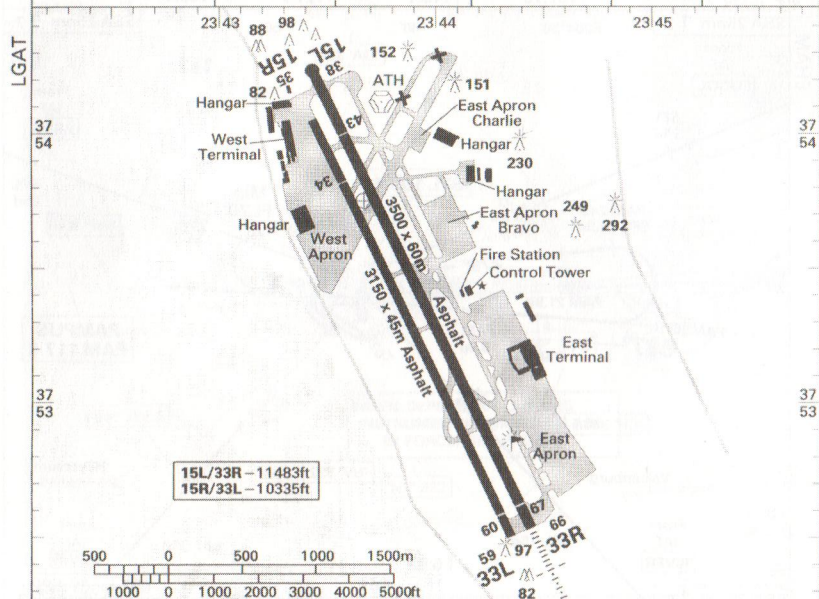 23 43
23 44
23 45
LGAT
88
98
15R
15L
35
38
82
152
ATH
151
Hangar
East Apron
Charlie
37
54
West
Terminal
43
Hangar
37
54
230
34
Hangar
Hangar
West
Apron
3500 x 60m
Asphalt
East Apron
Bravo
249
292
Fire Station
Control Tower
3150 x 45m Asphalt
East
Terminal
37
53
37
53
East
Apron
15L/33R – 11483ft
15R/33L – 10335ft
60
67
66
59
97
33L
33R
82
500 0 500 1000 1500m
1000 0 1000 2000 3000 4000 5000ft